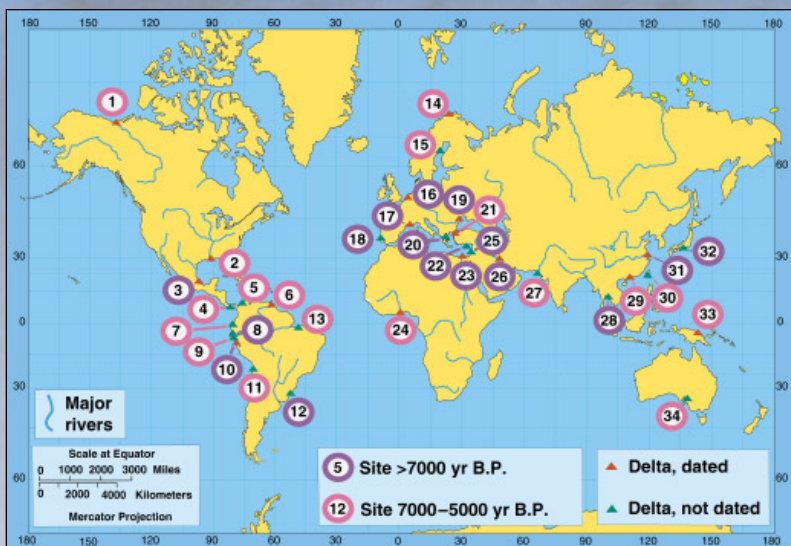 180 150 120 90 60 30 0 30 60 90 120 150 180
1
14
15
60 60
16 19 21
17
18 20 25
30 30
2 32
22 23 26 31
3 5 6 27
4 13 29 30
28 33
0 0
7 8 24
9
10
11
30 30
12 34
Major
rivers
Scale at Equator
0 1000 2000 3000 Miles
0 2000 4000 Kilometers
Mercator Projection
5 Site >7000 yr B.P.
12 Site 7000–5000 yr B.P.
Delta, dated
Delta, not dated
60 60
180 150 120 90 60 30 0 30 60 90 120 150 180